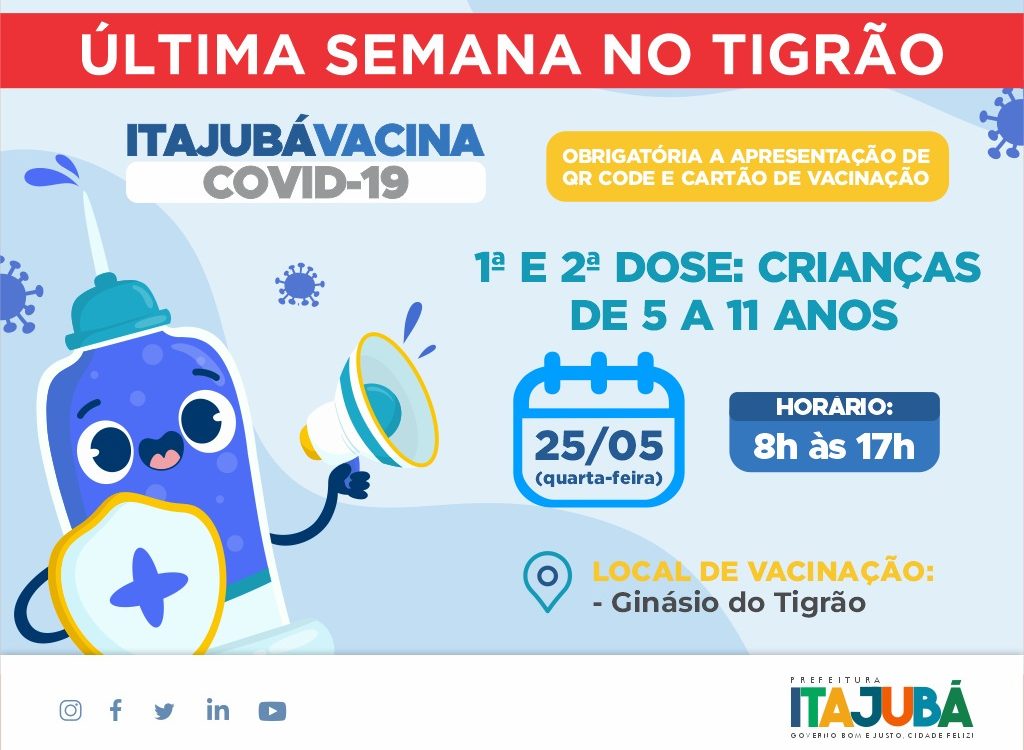 ÚLTIMA SEMANA NO TIGRÃO
ITAJUBÁVACINA
COVID-19
OBRIGATÓRIA A APRESENTAÇÃO DE
QR CODE E CARTÃO DE VACINAÇÃO
1ª E 2ª DOSE: CRIANÇAS
DE 5 A 11 ANOS
25/05
(quarta-feira)
HORÁRIO:
8h às 17h
LOCAL DE VACINAÇÃO:
- Ginásio do Tigrão
PREFEITURA
ITAJUBÁ
GOVERNO BOM E JUSTO, CIDADE FELIZ!